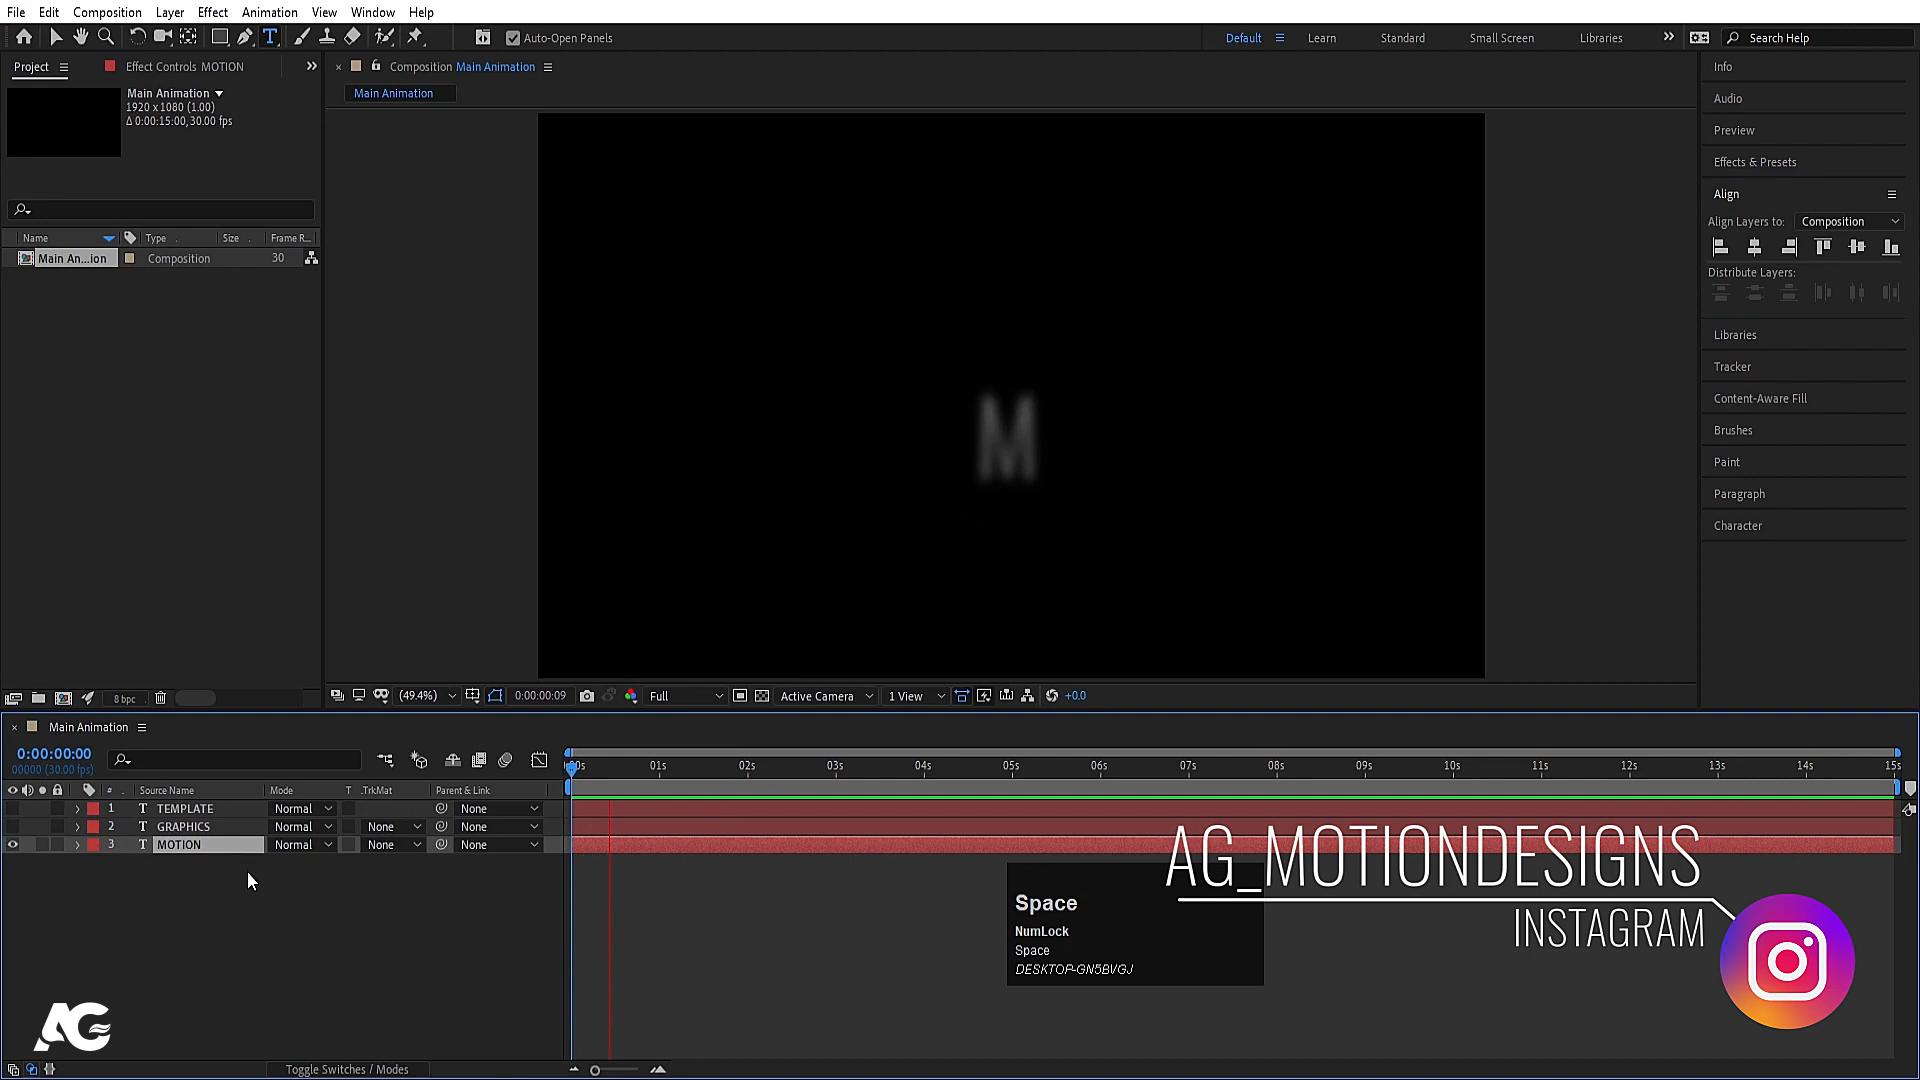 File Edit Composition Layer Effect Animation View Window Help
Auto-Open Panels
Default
Learn
Standard
Small Screen
Libraries
Search Help
Project
Effect Controls MOTION
Main Animation
1920 x 1080 (1.00)
Δ 0:00:15:00, 30.00 fps
Name Type Size Frame R...
Main An...ion Composition 30
8 bpc
Composition Main Animation
Main Animation
M
(49.4%) 0:00:00:09 Full Active Camera 1 View +0.0
Info
Audio
Preview
Effects & Presets
Align
Align Layers to: Composition
Distribute Layers:
Libraries
Tracker
Content-Aware Fill
Brushes
Paint
Paragraph
Character
Main Animation
0:00:00:00
00000 (30.00 fps)
# Source Name Mode T .TrkMat Parent & Link
1 T TEMPLATE Normal None
2 T GRAPHICS Normal None None
3 T MOTION Normal None None
:00s 01s 02s 03s 04s 05s 06s 07s 08s 09s 10s 11s 12s 13s 14s 15s
Space
NumLock
Space
DESKTOP-GN5BVGJ
AG_MOTIONDESIGNS
INSTAGRAM
AG
Toggle Switches / Modes